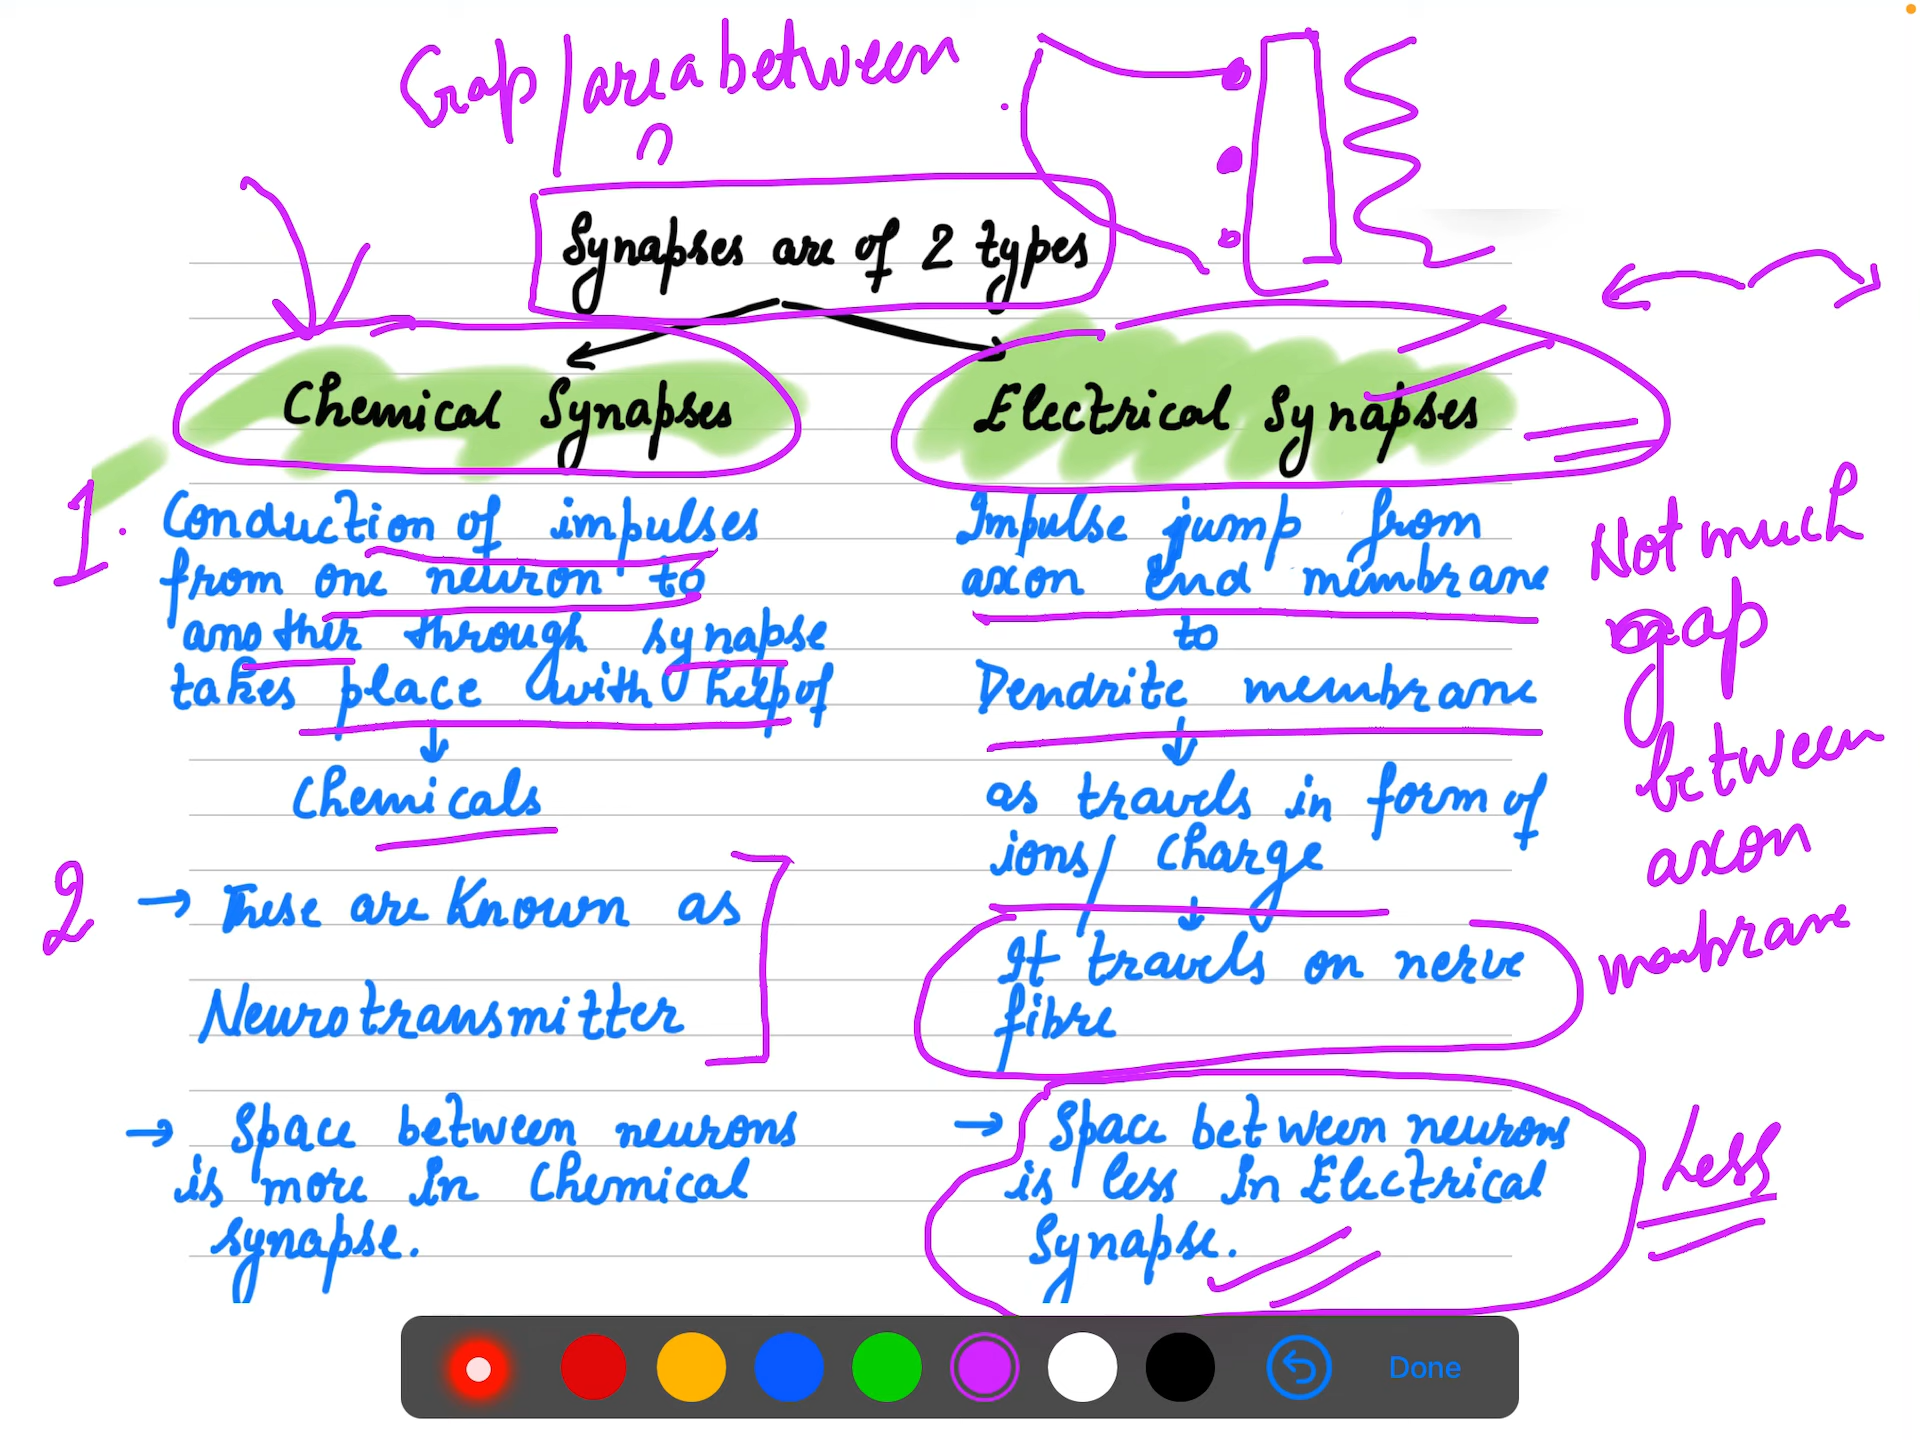 Gap / area between
n
Synapses are of 2 types
Chemical Synapses
Electrical Synapses
1.
Conduction of impulses
from one neuron to
another through synapse
takes place with help of
↓
Chemicals
2
→ These are known as
Neurotransmitter
→ Space between neurons
is more in Chemical
synapse.
Impulse jump from
axon end membrane
to
Dendrite membrane
↓
as travels in form of
ions / charge
↓
It travels on nerve
fibre
→ Space between neurons
is less in Electrical
Synapse.
Not much
gap
between
axon
membrane
Less
Done